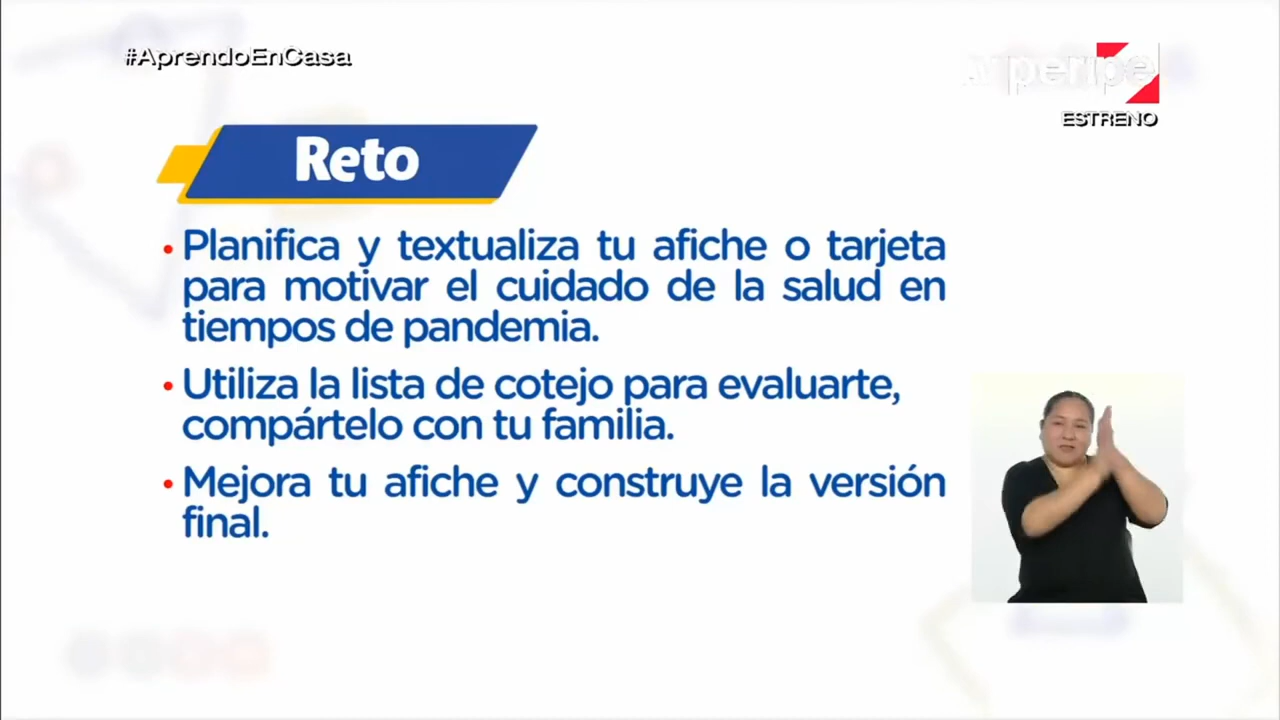 #AprendoEnCasa
tvperúpe
ESTRENO
Reto
• Planifica y textualiza tu afiche o tarjeta
para motivar el cuidado de la salud en
tiempos de pandemia.
• Utiliza la lista de cotejo para evaluarte,
compártelo con tu familia.
• Mejora tu afiche y construye la versión
final.